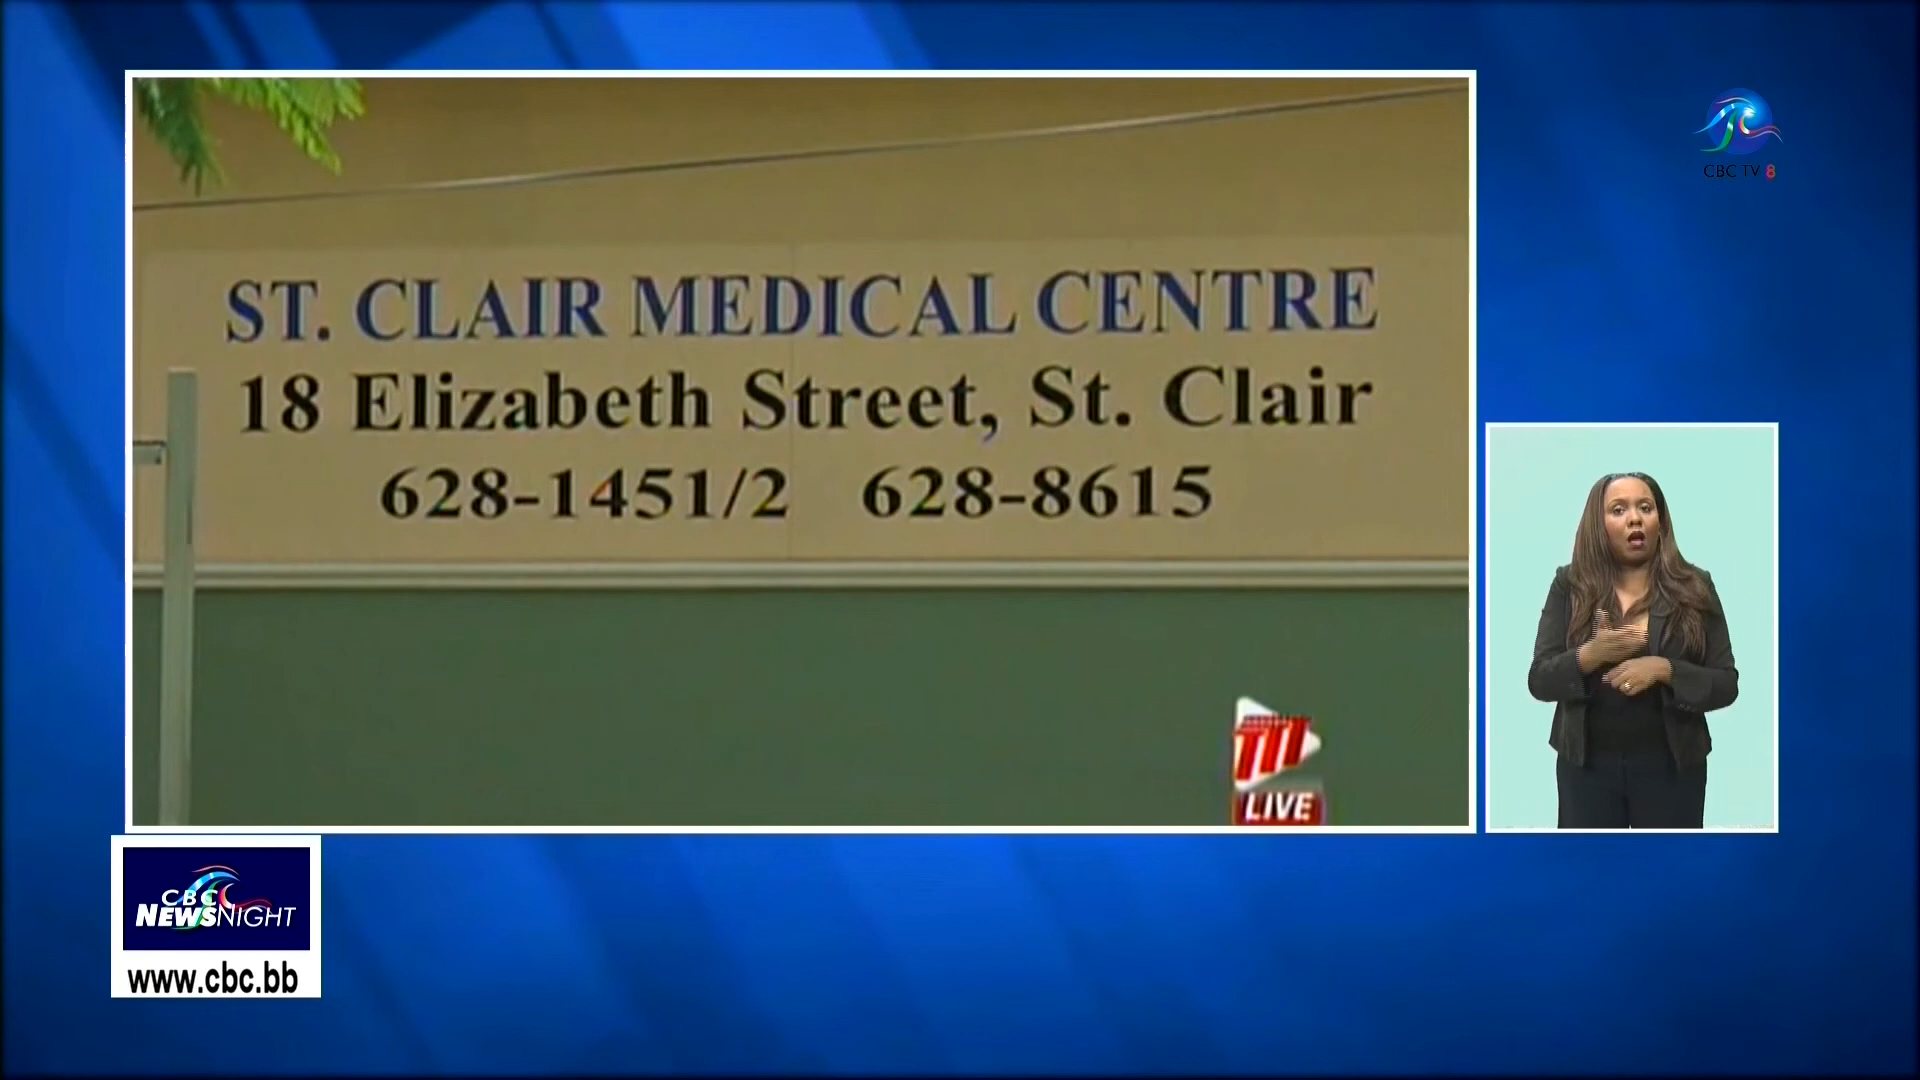 CBC TV 8
ST. CLAIR MEDICAL CENTRE
18 Elizabeth Street, St. Clair
628-1451/2 628-8615
LIVE
CBC
NEWSNIGHT
www.cbc.bb